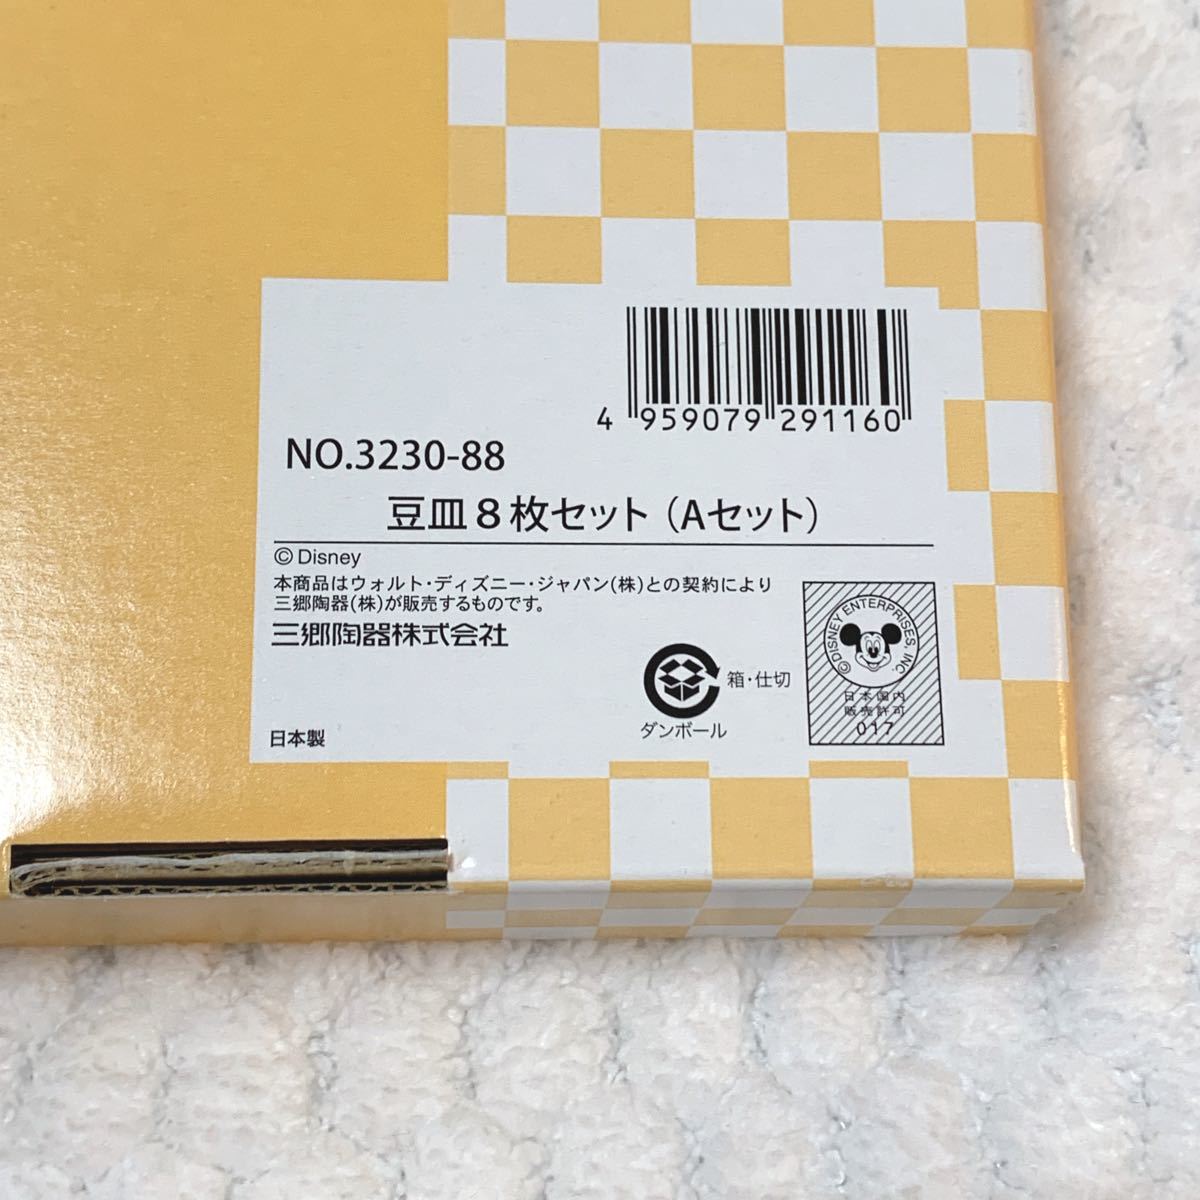 4 959079 291160
NO.3230-88
豆皿8枚セット(Aセット)
© Disney
本商品はウォルト・ディズニー・ジャパン(株)との契約により
三郷陶器(株)が販売するものです。
三郷陶器株式会社
箱・仕切
ダンボール
日本製
© DISNEY ENTERPRISES, INC.
日本国内
販売許可
017